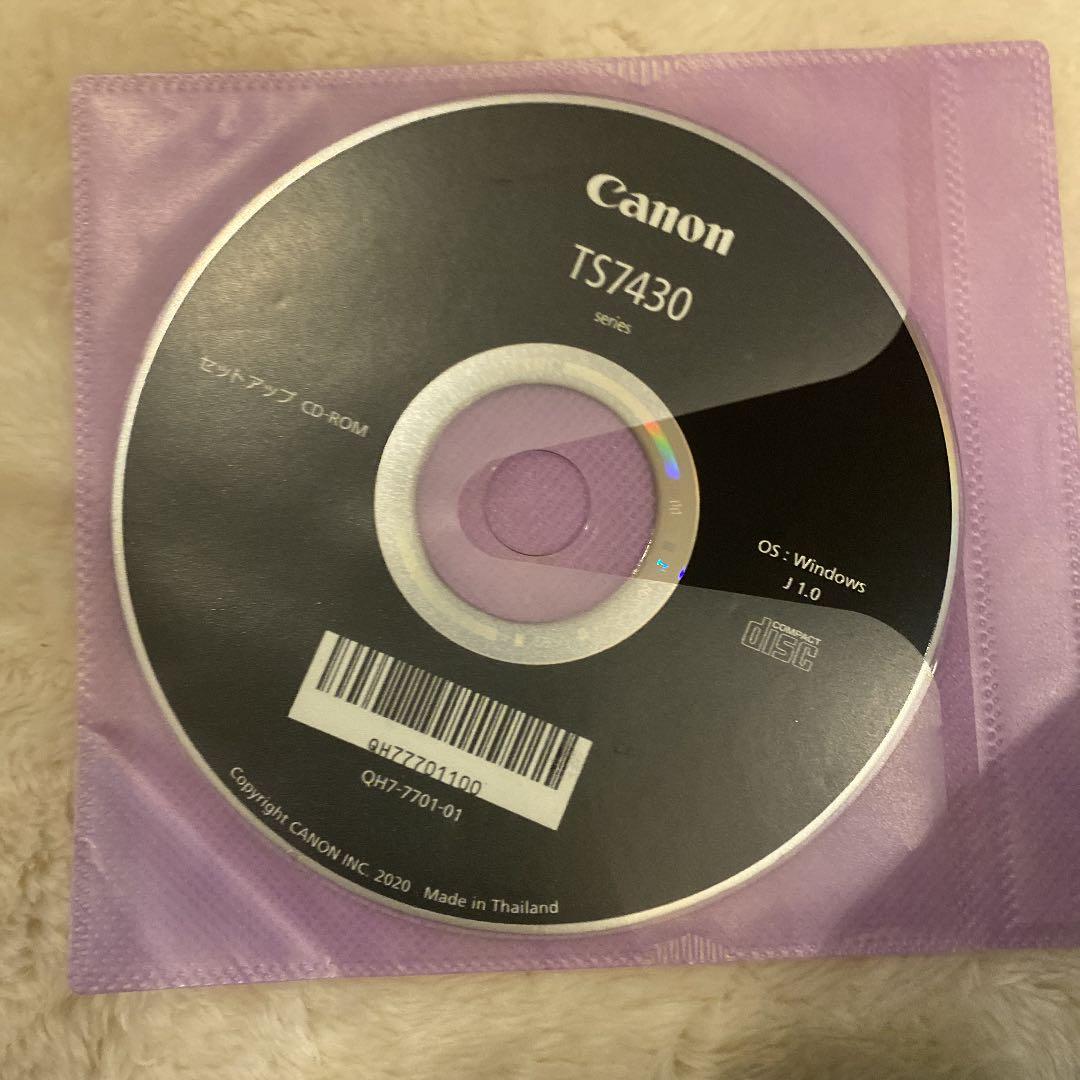 Canon
TS7430
series
セットアップ CD-ROM
OS : Windows
J 1.0
COMPACT
disc
QH77701100
QH7-7701-01
Copyright CANON INC. 2020 Made in Thailand